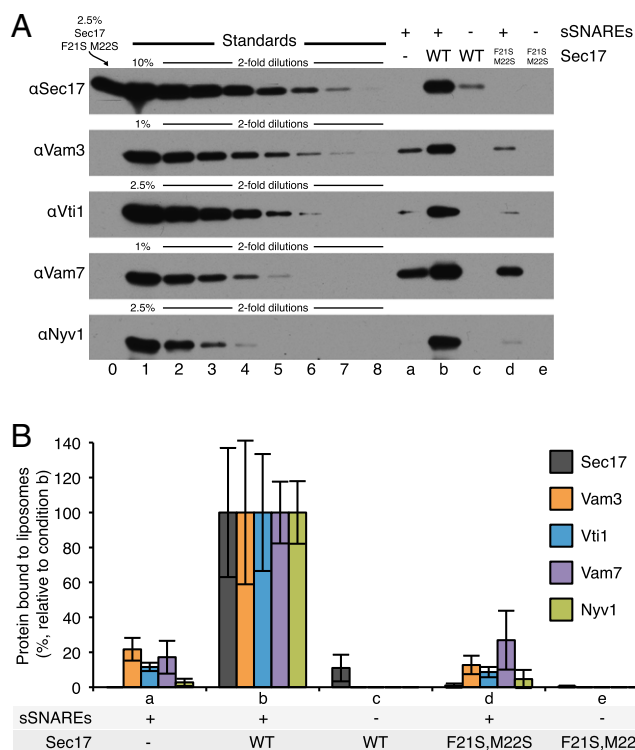 A
2.5%
Sec17
F21S M22S
Standards
+ + - + - sSNAREs
- WT WT F21S M22S F21S M22S Sec17
10% 2-fold dilutions
αSec17
1% 2-fold dilutions
αVam3
2.5% 2-fold dilutions
αVti1
1% 2-fold dilutions
αVam7
2.5% 2-fold dilutions
αNyv1
0 1 2 3 4 5 6 7 8 a b c d e
B
Protein bound to liposomes
(%, relative to condition b)
140
120
100
80
60
40
20
0
Sec17
Vam3
Vti1
Vam7
Nyv1
a b c d e
sSNAREs + + - + -
Sec17 - WT WT F21S,M22S F21S,M22